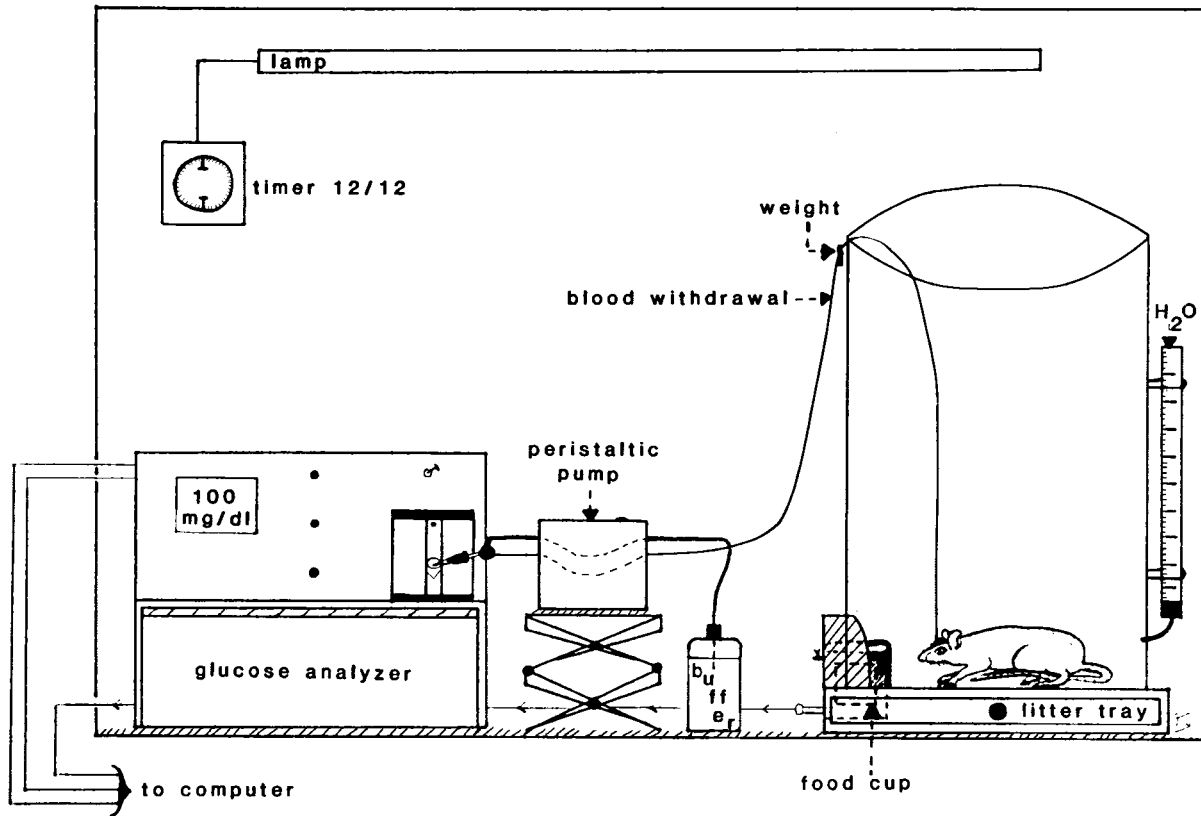 lamp
timer 12/12
weight
blood withdrawal
H2O
peristaltic
pump
100
mg/dl
glucose analyzer
buffer
litter tray
food cup
to computer